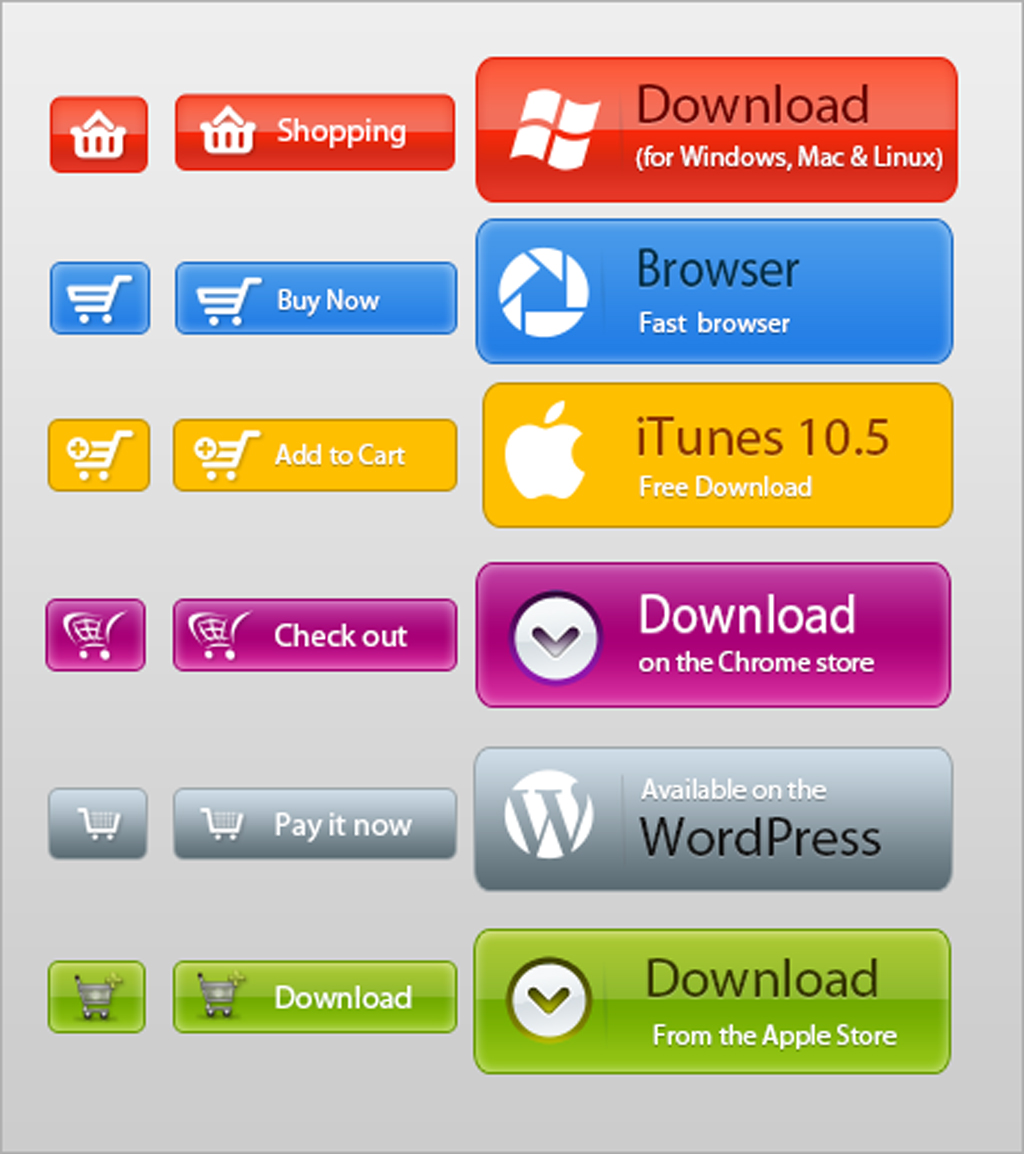 Shopping
Download
(for Windows, Mac & Linux)
Buy Now
Browser
Fast browser
Add to Cart
iTunes 10.5
Free Download
Check out
Download
on the Chrome store
Pay it now
Available on the
WordPress
Download
Download
From the Apple Store